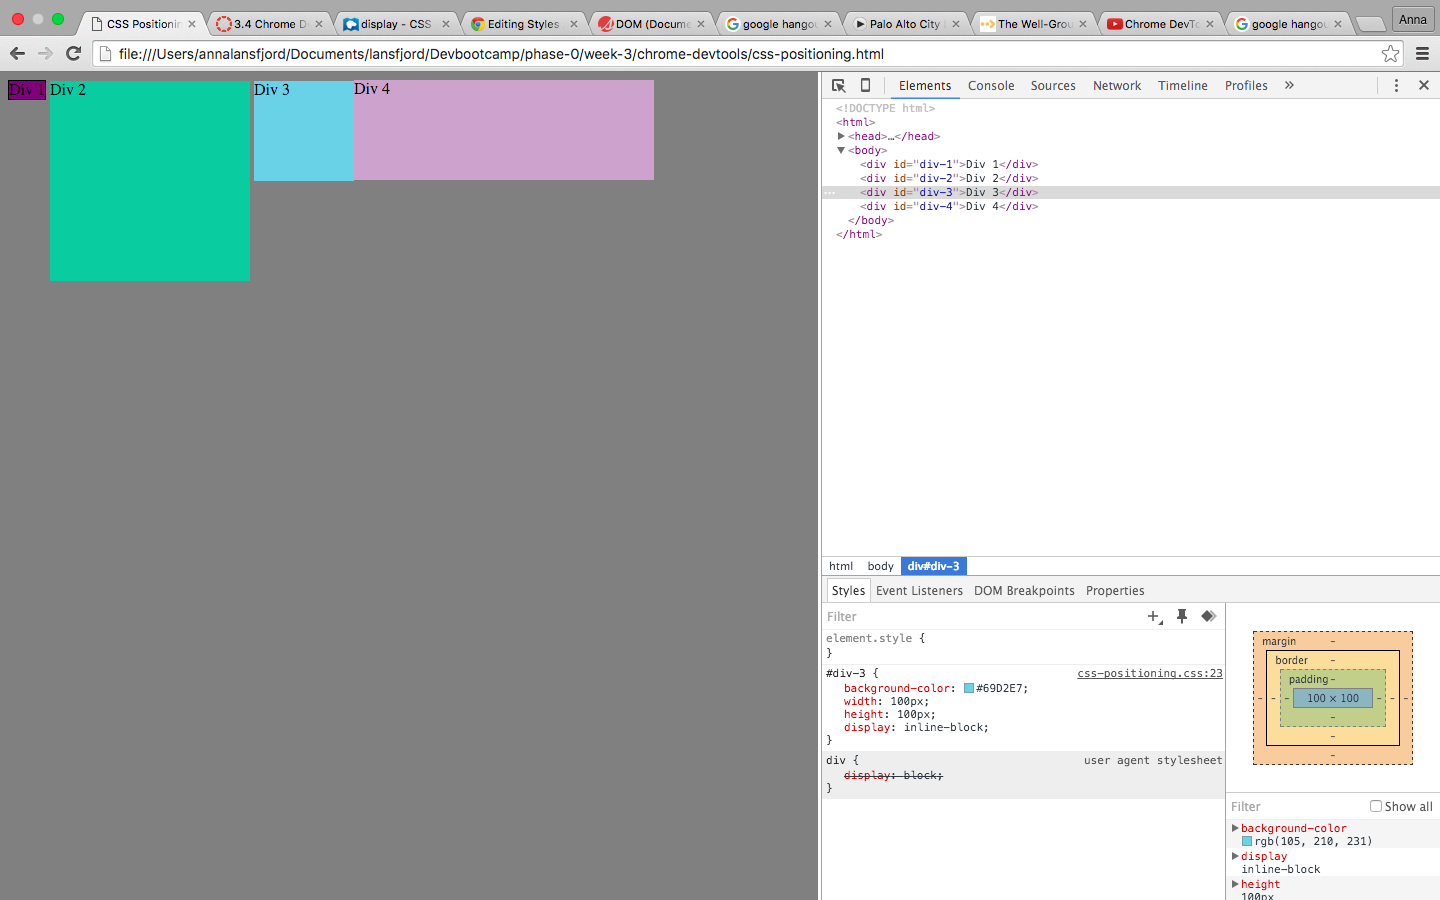 CSS Positionin
3.4 Chrome D
display - CSS
Editing Styles
DOM (Docume
google hangou
Palo Alto City
The Well-Grou
Chrome DevTo
google hangou
Anna
file:///Users/annalansfjord/Documents/lansfjord/Devbootcamp/phase-0/week-3/chrome-devtools/css-positioning.html
Div 1
Div 2
Div 3
Div 4
Elements Console Sources Network Timeline Profiles »
<!DOCTYPE html>
<html>
<head>…</head>
<body>
<div id="div-1">Div 1</div>
<div id="div-2">Div 2</div>
<div id="div-3">Div 3</div>
<div id="div-4">Div 4</div>
</body>
</html>
html body div#div-3
Styles Event Listeners DOM Breakpoints Properties
Filter
element.style {
}
#div-3 { css-positioning.css:23
background-color: #69D2E7;
width: 100px;
height: 100px;
display: inline-block;
}
div { user agent stylesheet
display: block;
}
margin -
border -
padding -
- - - 100 × 100 - - -
-
-
-
Filter Show all
background-color
rgb(105, 210, 231)
display
inline-block
height
100px